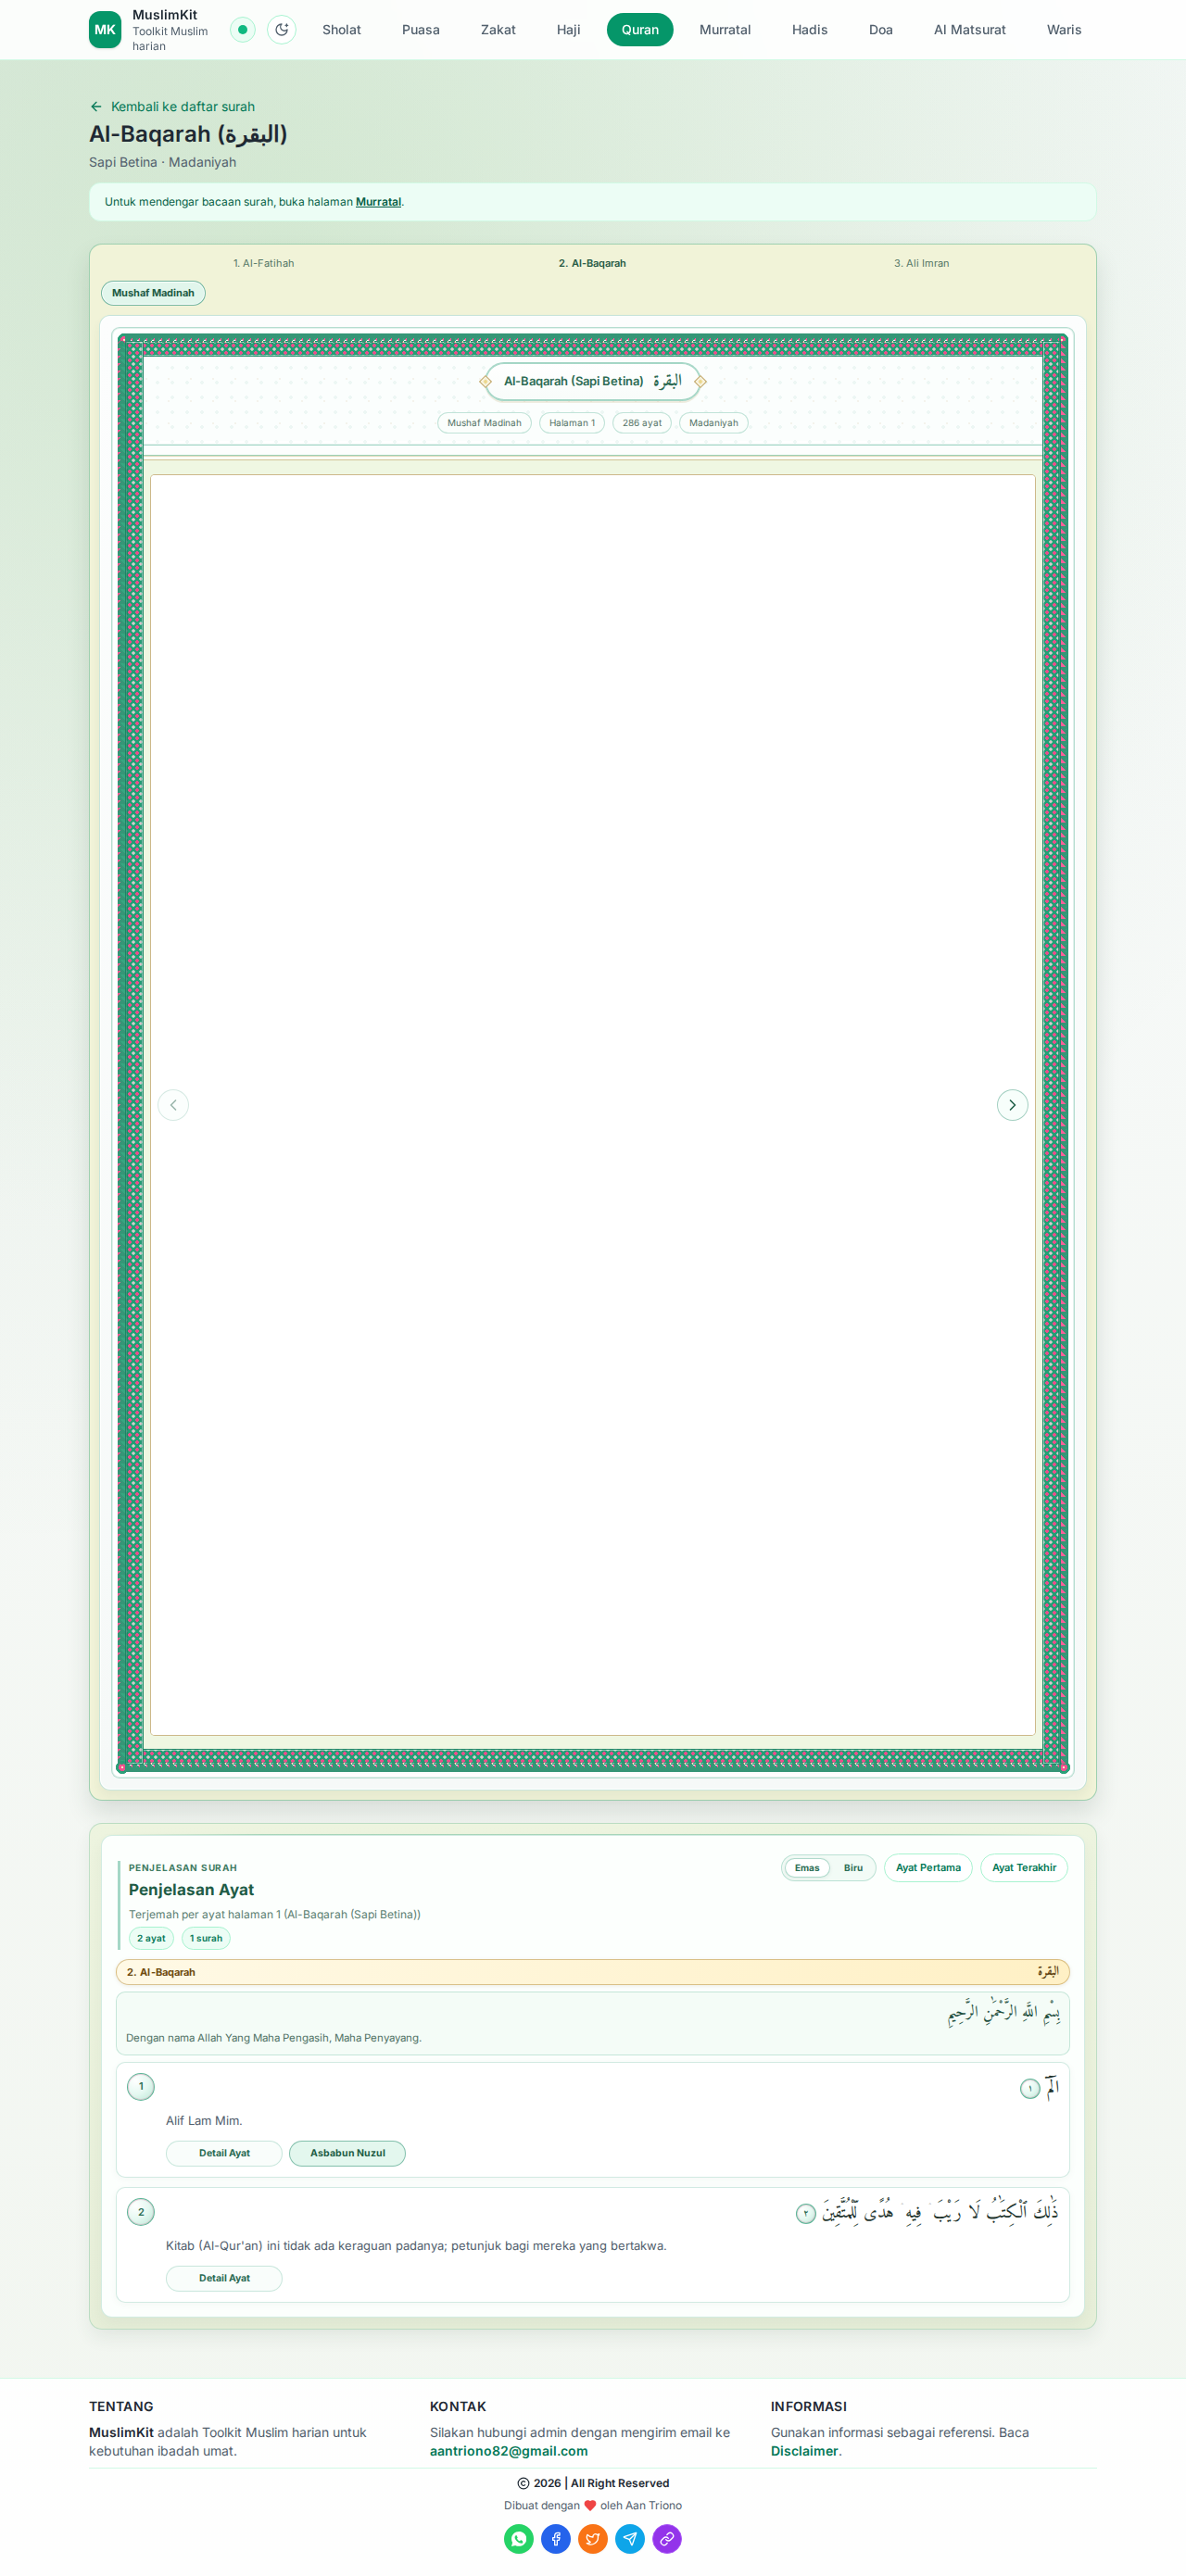 MK
MuslimKit
Toolkit Muslim harian
Sholat
Puasa
Zakat
Haji
Quran
Murratal
Hadis
Doa
Al Matsurat
Waris
Kembali ke daftar surah
Al-Baqarah (البقرة)
Sapi Betina · Madaniyah
Untuk mendengar bacaan surah, buka halaman Murratal.
1. Al-Fatihah
2. Al-Baqarah
3. Ali Imran
Mushaf Madinah
Al-Baqarah (Sapi Betina) البقرة
Mushaf Madinah
Halaman 1
286 ayat
Madaniyah
PENJELASAN SURAH
Penjelasan Ayat
Terjemah per ayat halaman 1 (Al-Baqarah (Sapi Betina))
2 ayat
1 surah
Emas
Biru
Ayat Pertama
Ayat Terakhir
2. Al-Baqarah
البقرة
بِسْمِ اللَّهِ الرَّحْمَٰنِ الرَّحِيمِ
Dengan nama Allah Yang Maha Pengasih, Maha Penyayang.
1
الٓمٓ ١
Alif Lam Mim.
Detail Ayat
Asbabun Nuzul
2
ذَٰلِكَ ٱلْكِتَٰبُ لَا رَيْبَ ۛ فِيهِ ۛ هُدًى لِّلْمُتَّقِينَ ٢
Kitab (Al-Qur'an) ini tidak ada keraguan padanya; petunjuk bagi mereka yang bertakwa.
Detail Ayat
TENTANG
MuslimKit adalah Toolkit Muslim harian untuk
kebutuhan ibadah umat.
KONTAK
Silakan hubungi admin dengan mengirim email ke
aantriono82@gmail.com
INFORMASI
Gunakan informasi sebagai referensi. Baca
Disclaimer.
© 2026 | All Right Reserved
Dibuat dengan ❤ oleh Aan Triono